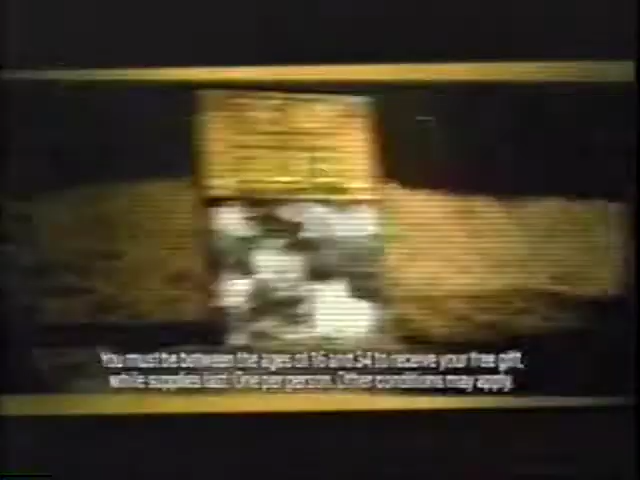 You must be between the ages of 16 and 34 to receive your free gift,
while supplies last. One per person. Other conditions may apply.